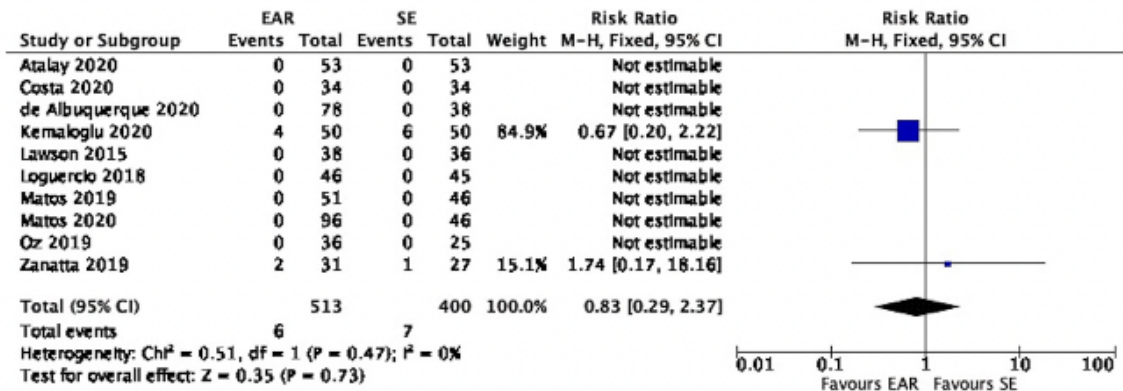 EAR SE Risk Ratio Risk Ratio
Study or Subgroup Events Total Events Total Weight M-H, Fixed, 95% CI M-H, Fixed, 95% CI
Atalay 2020 0 53 0 53 Not estimable
Costa 2020 0 34 0 34 Not estimable
de Albuquerque 2020 0 78 0 38 Not estimable
Kemaloglu 2020 4 50 6 50 84.9% 0.67 [0.20, 2.22]
Lawson 2015 0 38 0 36 Not estimable
Loguercio 2018 0 46 0 45 Not estimable
Matos 2019 0 51 0 46 Not estimable
Matos 2020 0 96 0 46 Not estimable
Oz 2019 0 36 0 25 Not estimable
Zanatta 2019 2 31 1 27 15.1% 1.74 [0.17, 18.16]
Total (95% CI) 513 400 100.0% 0.83 [0.29, 2.37]
Total events 6 7
Heterogeneity: Chi² = 0.51, df = 1 (P = 0.47); I² = 0%
Test for overall effect: Z = 0.35 (P = 0.73)
0.01 0.1 1 10 100
Favours EAR Favours SE